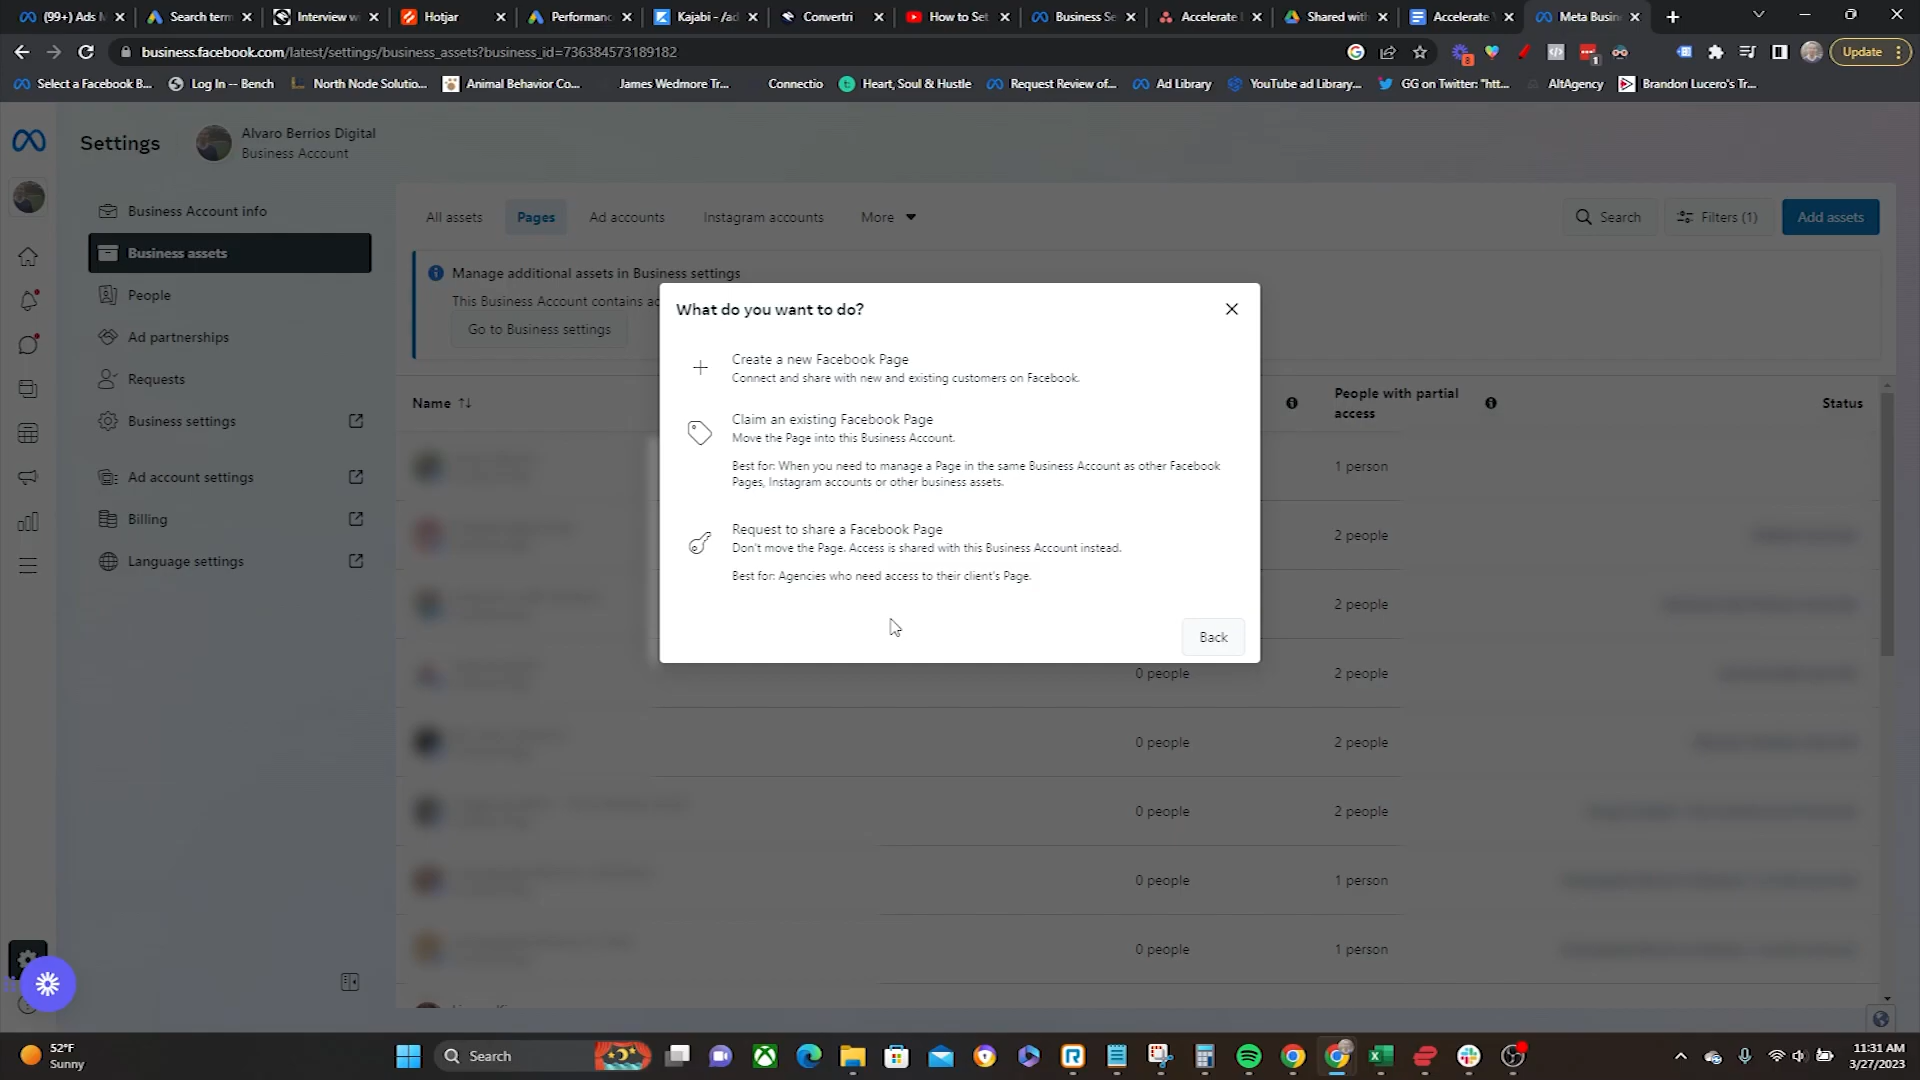 (99+) Ads M
Search term
Interview w
Hotjar
Performanc
Kajabi - /ad
Convertri
How to Set
Business Se
Accelerate
Shared with
Accelerate
Meta Busin
business.facebook.com/latest/settings/business_assets?business_id=736384573189182
8
1
Update
Select a Facebook B...
Log In — Bench
North Node Solutio...
Animal Behavior Co...
James Wedmore Tr...
Connectio
Heart, Soul & Hustle
Request Review of...
Ad Library
YouTube ad Library...
GG on Twitter: "htt...
AltAgency
Brandon Lucero's Tr...
Settings
Alvaro Berrios Digital
Business Account
Business Account info
Business assets
People
Ad partnerships
Requests
Business settings
Ad account settings
Billing
Language settings
All assets
Pages
Ad accounts
Instagram accounts
More
Search
Filters (1)
Add assets
Manage additional assets in Business settings
This Business Account contains
Go to Business settings
Name
People with partial
access
Status
What do you want to do?
Create a new Facebook Page
Connect and share with new and existing customers on Facebook.
Claim an existing Facebook Page
Move the Page into this Business Account.
Best for: When you need to manage a Page in the same Business Account as other Facebook
Pages, Instagram accounts or other business assets.
Request to share a Facebook Page
Don't move the Page. Access is shared with this Business Account instead.
Best for: Agencies who need access to their client's Page.
Back
1 person
2 people
2 people
0 people
2 people
0 people
2 people
0 people
2 people
0 people
1 person
0 people
1 person
52°F
Sunny
Search
11:31 AM
3/27/2023